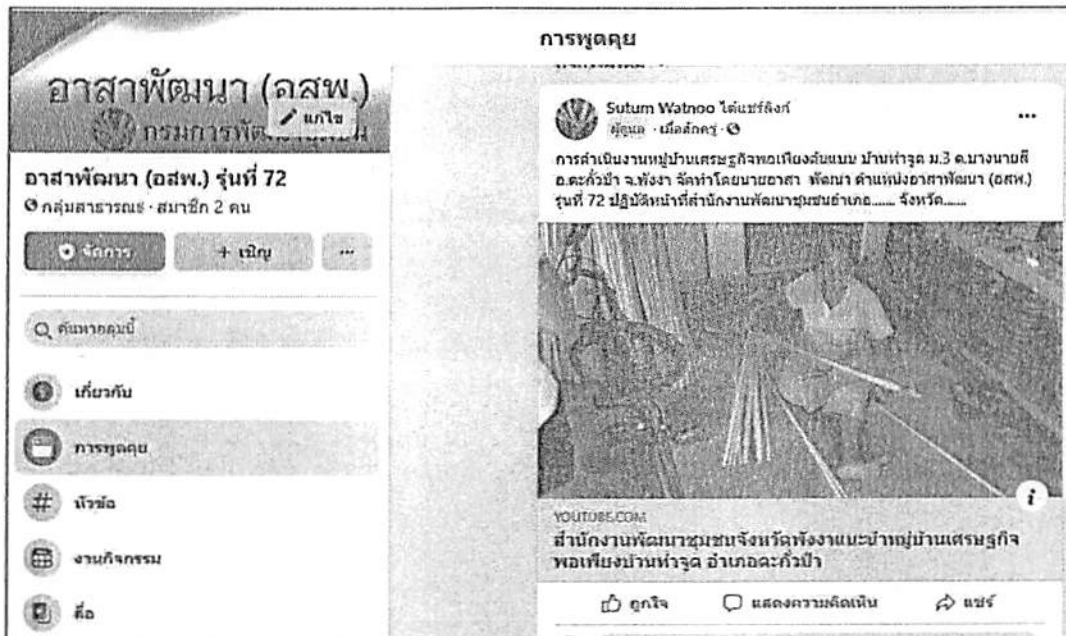 อาสาพัฒนา (อสพ.)
กรมการพัฒนาชุมชน
แก้ไข
อาสาพัฒนา (อสพ.) รุ่นที่ 72
กลุ่มสาธารณะ · สมาชิก 2 คน
จัดการ
+ เชิญ
ค้นหากลุ่มนี้
เกี่ยวกับ
การพูดคุย
หัวข้อ
งานกิจกรรม
สื่อ
การพูดคุย
Sutum Watnoo ได้แชร์ลิงก์
ผู้ดูแล · เมื่อสักครู่
การดำเนินงานหมู่บ้านเศรษฐกิจพอเพียงต้นแบบ บ้านท่าจูด ม.3 ต.บางนายสี
อ.ตะกั่วป่า จ.พังงา จัดทำโดยนายอาสา พัฒนา ตำแหน่งอาสาพัฒนา (อสพ.)
รุ่นที่ 72 ปฏิบัติหน้าที่สำนักงานพัฒนาชุมชนอำเภอ....... จังหวัด.......
YOUTUBE.COM
สำนักงานพัฒนาชุมชนจังหวัดพังงาแนะนำหมู่บ้านเศรษฐกิจ
พอเพียงบ้านท่าจูด อำเภอตะกั่วป่า
ถูกใจ
แสดงความคิดเห็น
แชร์